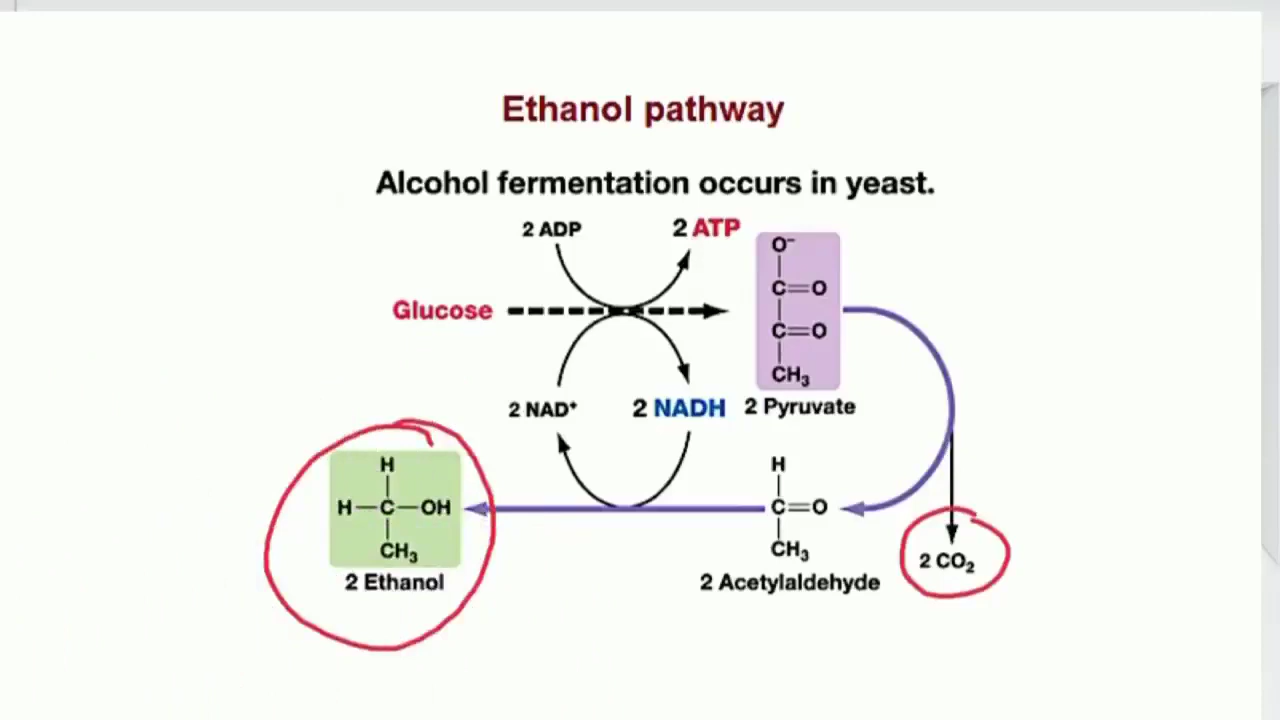 Ethanol pathway
Alcohol fermentation occurs in yeast.
2 ADP
2 ATP
O⁻
C=O
Glucose
C=O
CH₃
2 NAD⁺
2 NADH
2 Pyruvate
H
H
H—C—OH
C=O
CH₃
CH₃
2 CO₂
2 Ethanol
2 Acetylaldehyde